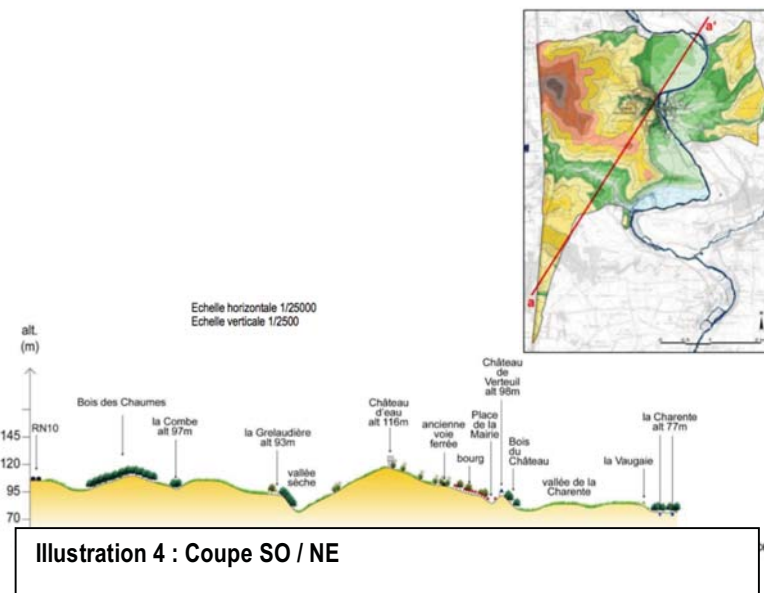 a'
a
Echelle horizontale 1/25000
Echelle verticale 1/2500
alt.
(m)
145
120
95
70
RN10
Bois des Chaumes
la Combe
alt 97m
la Grelaudière
alt 93m
vallée
sèche
Château
d'eau
alt 116m
ancienne
voie
ferrée
bourg
Place
de la
Mairie
Château
de
Verteuil
alt 98m
Bois
du
Château
vallée de la
Charente
la Vaugaie
la Charente
alt 77m
Illustration 4 : Coupe SO / NE